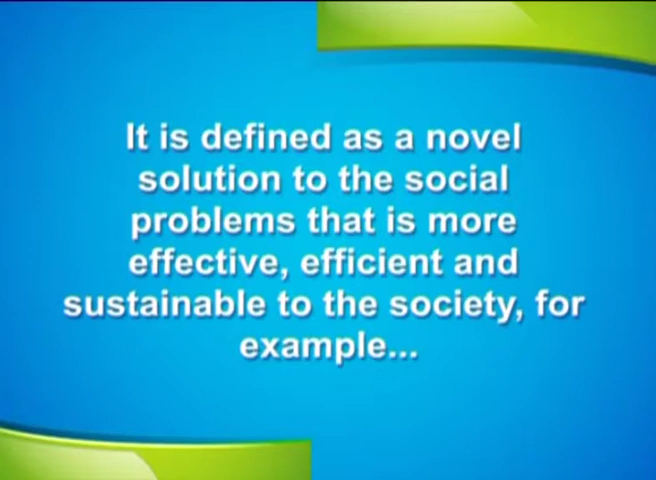 It is defined as a novel
solution to the social
problems that is more
effective, efficient and
sustainable to the society, for
example...